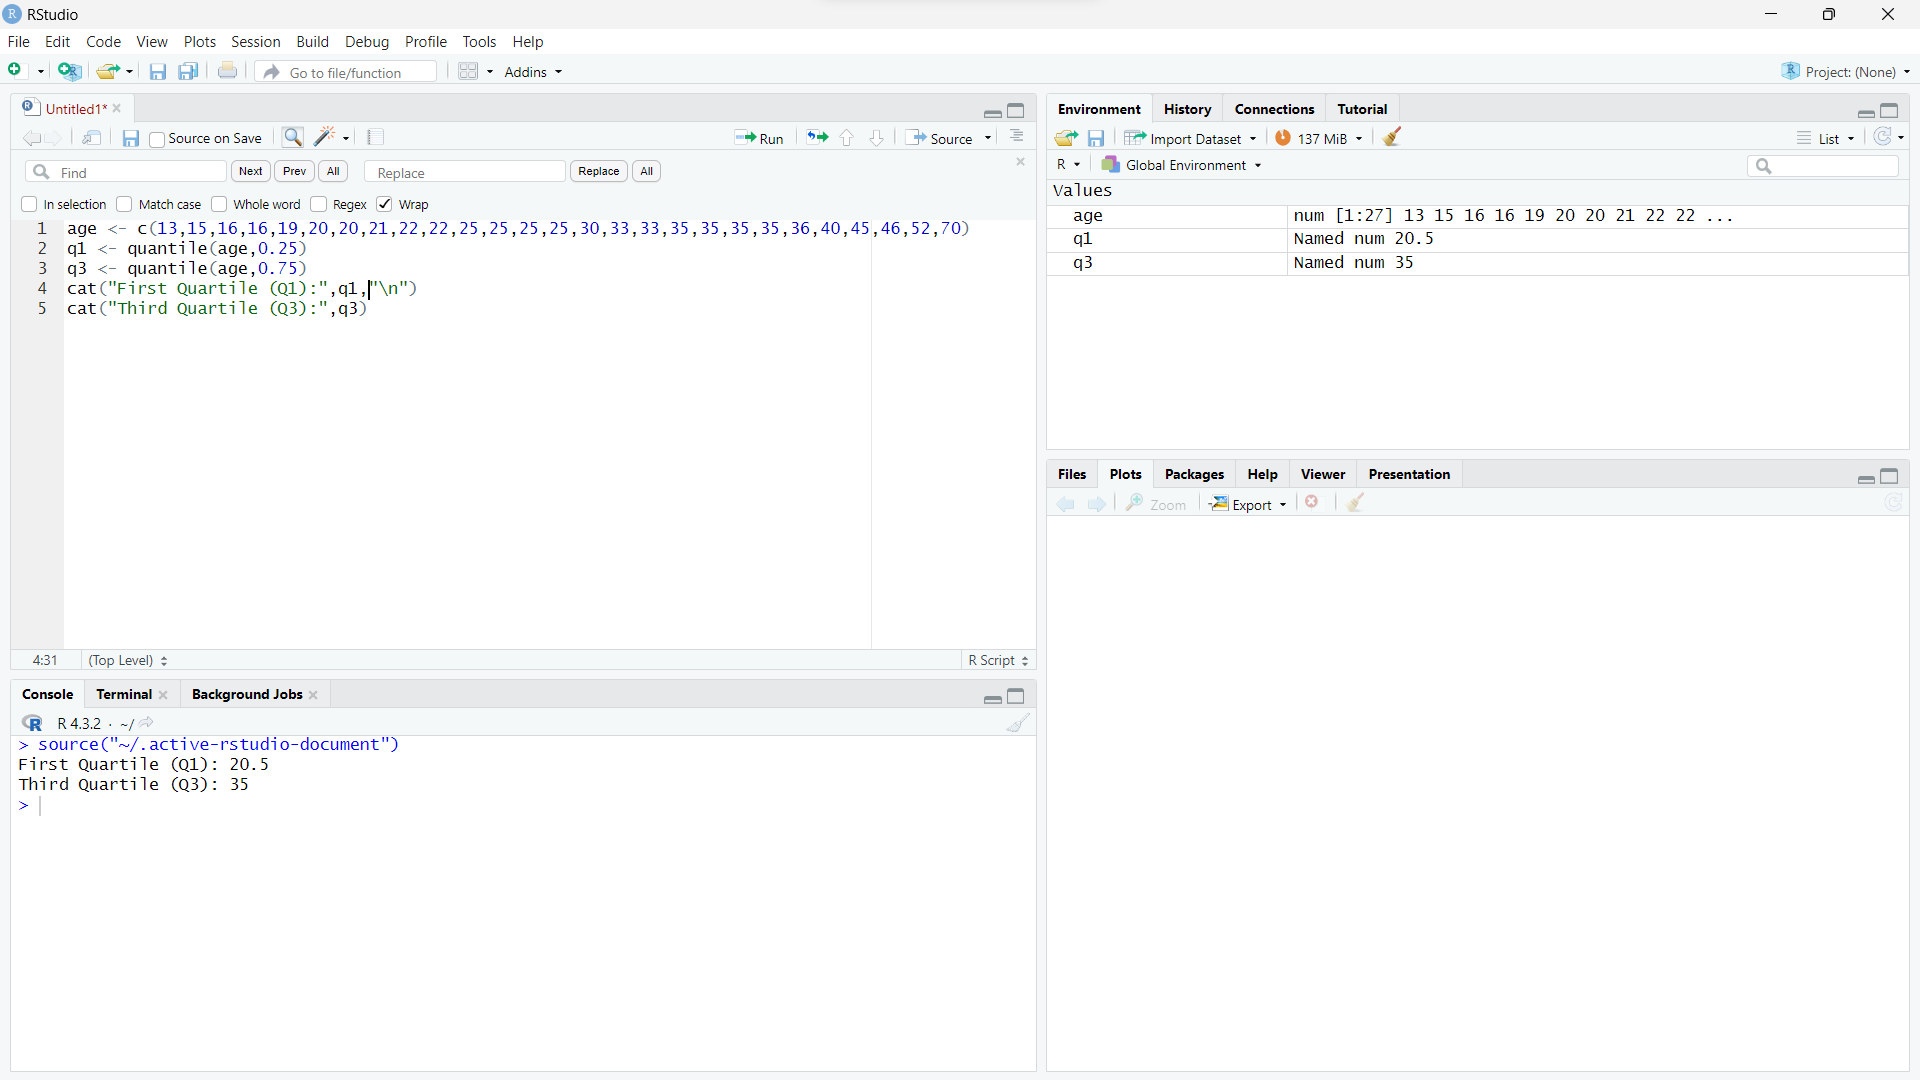 RStudio
File Edit Code View Plots Session Build Debug Profile Tools Help
Go to file/function Addins Project: (None)
Untitled1*
Source on Save Run Source
Find Next Prev All Replace Replace All
In selection Match case Whole word Regex Wrap
1 age <- c(13,15,16,16,19,20,20,21,22,22,25,25,25,25,30,33,33,35,35,35,35,36,40,45,46,52,70)
2 q1 <- quantile(age,0.25)
3 q3 <- quantile(age,0.75)
4 cat("First Quartile (Q1):",q1,"\n")
5 cat("Third Quartile (Q3):",q3)
4:31 (Top Level) R Script
Console Terminal Background Jobs
R 4.3.2 · ~/
> source("~/.active-rstudio-document")
First Quartile (Q1): 20.5
Third Quartile (Q3): 35
>
Environment History Connections Tutorial
Import Dataset 137 MiB List
R Global Environment
Values
age num [1:27] 13 15 16 16 19 20 20 21 22 22 ...
q1 Named num 20.5
q3 Named num 35
Files Plots Packages Help Viewer Presentation
Zoom Export